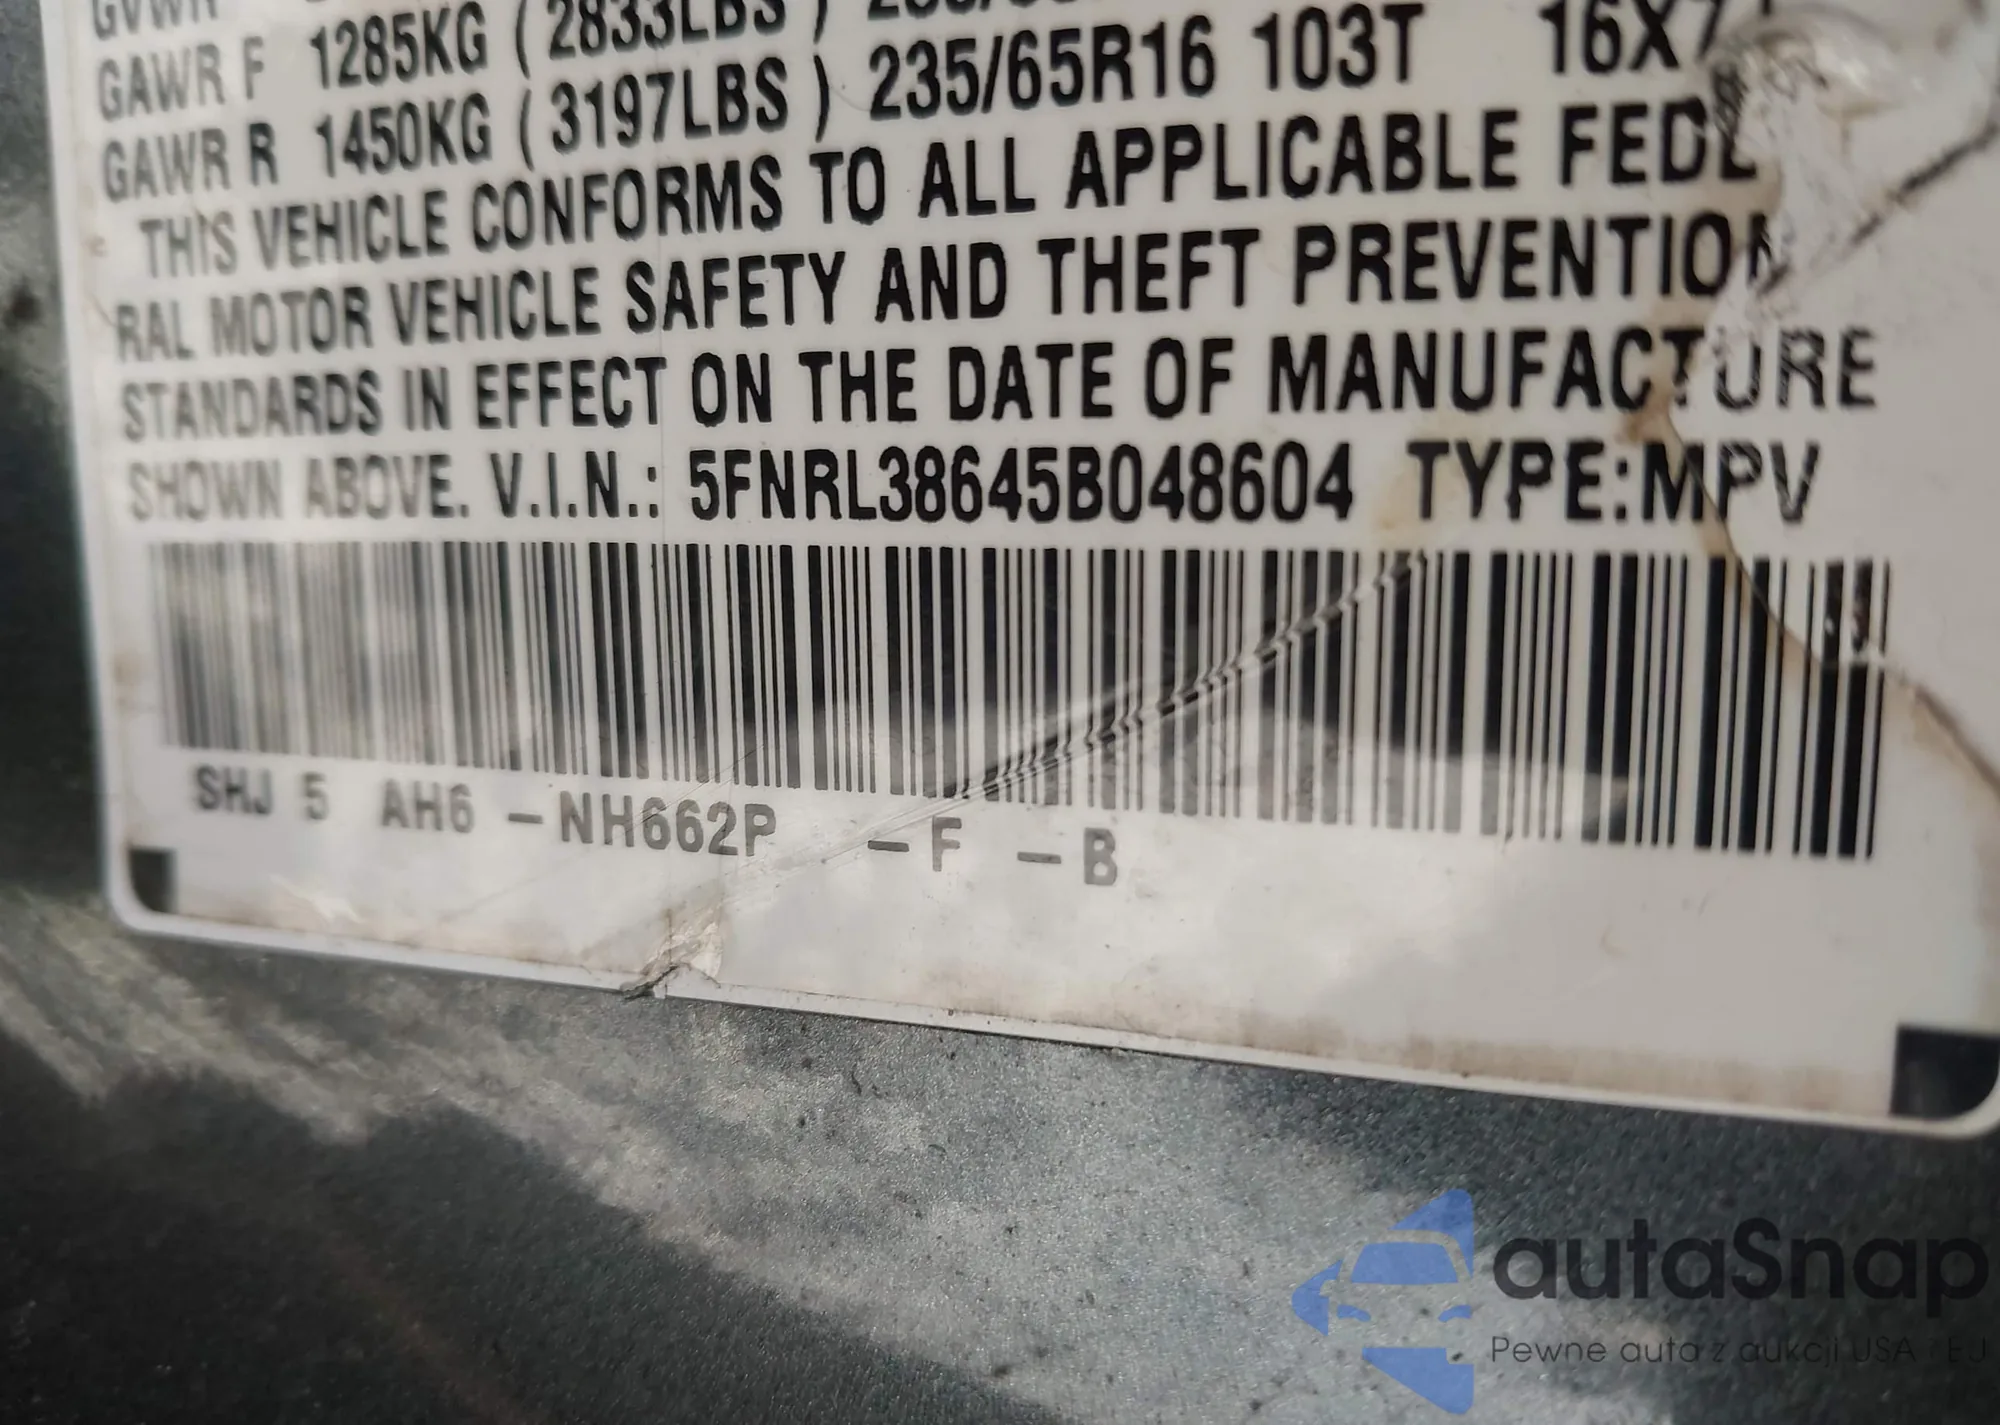 GVWR
GAWR F 1285KG ( 2833LBS ) 235/65R16 103T 16X7
GAWR R 1450KG ( 3197LBS ) 235/65R16 103T 16X7
THIS VEHICLE CONFORMS TO ALL APPLICABLE FEDE
RAL MOTOR VEHICLE SAFETY AND THEFT PREVENTION
STANDARDS IN EFFECT ON THE DATE OF MANUFACTURE
SHOWN ABOVE. V.I.N.: 5FNRL38645B048604 TYPE:MPV
SHJ 5 AH6 -NH662P -F -B
autaSnap
Pewne auta z aukcji USA EU